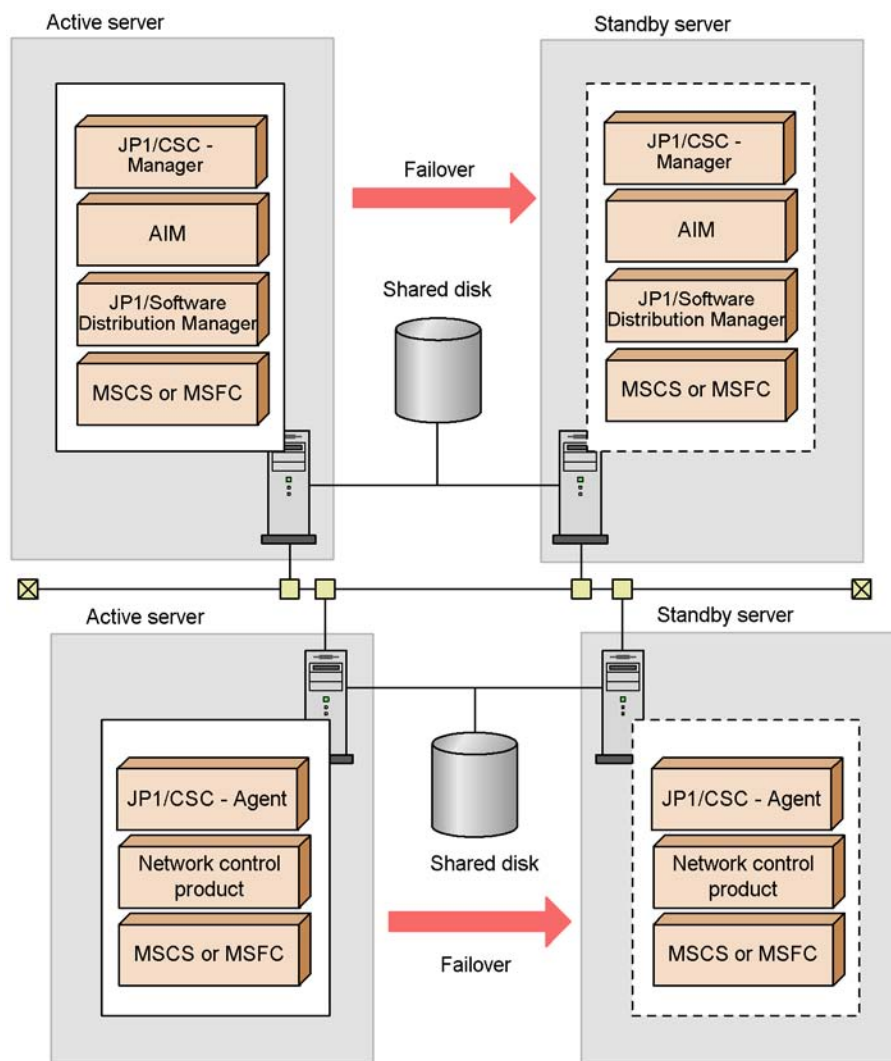 Active server
Standby server
JP1/CSC -
Manager
AIM
JP1/Software
Distribution Manager
MSCS or MSFC
Failover
Shared disk
JP1/CSC -
Manager
AIM
JP1/Software
Distribution Manager
MSCS or MSFC
Active server
Standby server
JP1/CSC - Agent
Network control
product
MSCS or MSFC
Shared disk
Failover
JP1/CSC - Agent
Network control
product
MSCS or MSFC